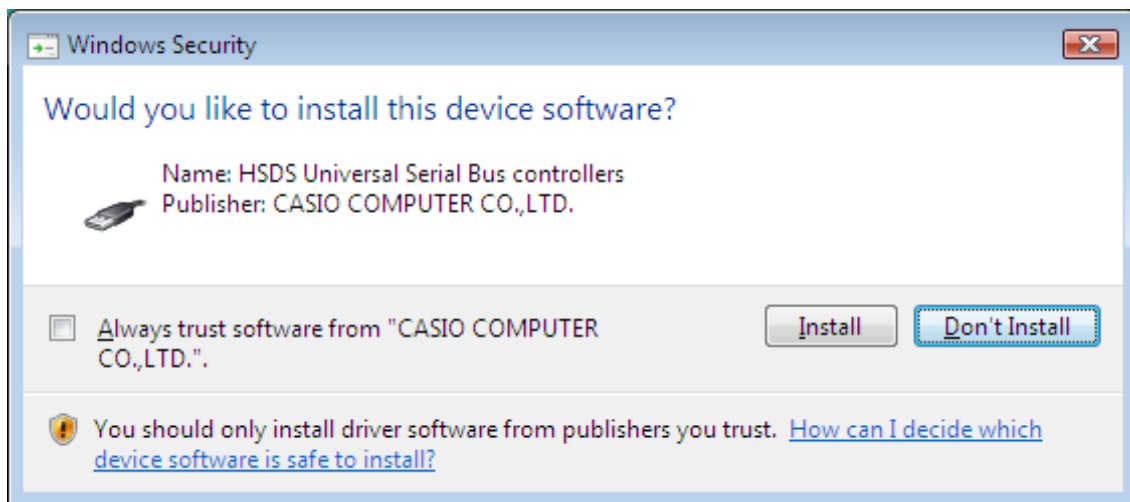 Windows Security
Would you like to install this device software?
Name: HSDS Universal Serial Bus controllers
Publisher: CASIO COMPUTER CO.,LTD.
Always trust software from "CASIO COMPUTER
CO.,LTD.".
Install
Don't Install
You should only install driver software from publishers you trust. How can I decide which
device software is safe to install?